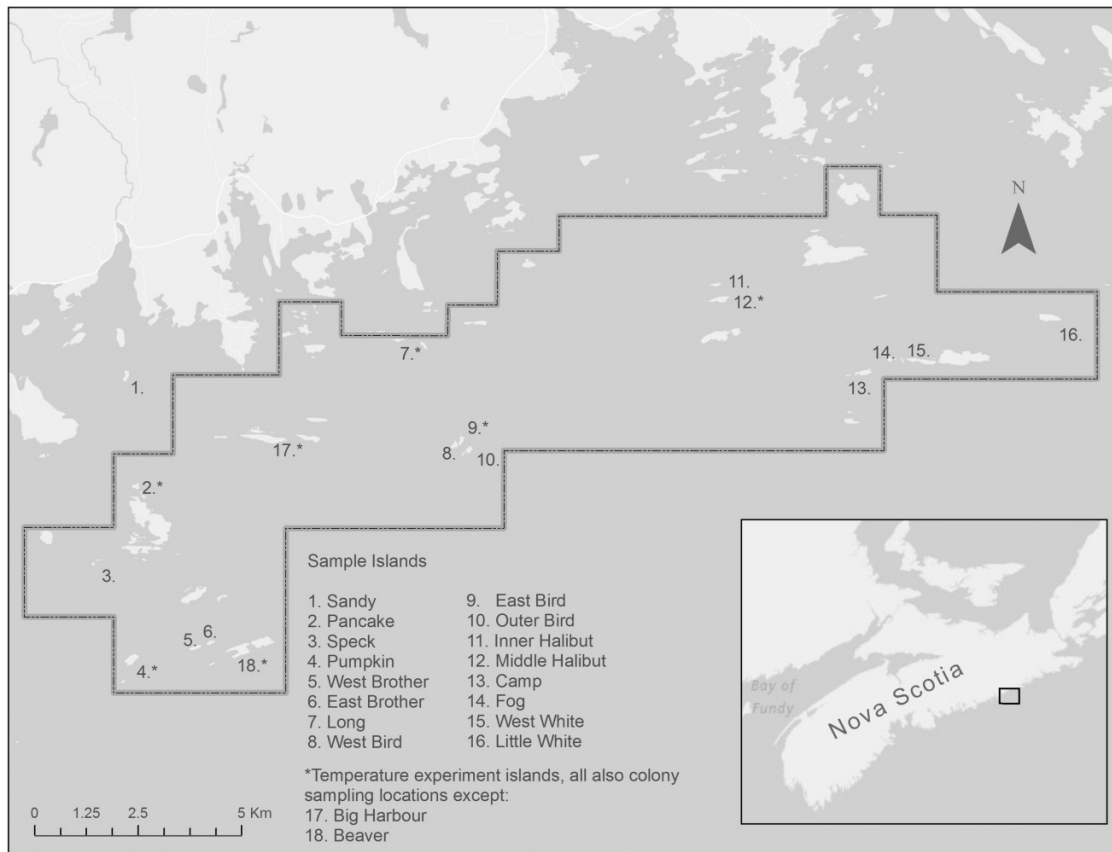 N
11.
12.*
16.
7.*
14.
15.
1.
13.
9.*
17.*
8.
10.
2.*
3.
6.
5.
4.*
18.*
Sample Islands
1. Sandy
2. Pancake
3. Speck
4. Pumpkin
5. West Brother
6. East Brother
7. Long
8. West Bird
9. East Bird
10. Outer Bird
11. Inner Halibut
12. Middle Halibut
13. Camp
14. Fog
15. West White
16. Little White
*Temperature experiment islands, all also colony
sampling locations except:
17. Big Harbour
18. Beaver
0 1.25 2.5 5 Km
Bay of
Fundy
Nova Scotia